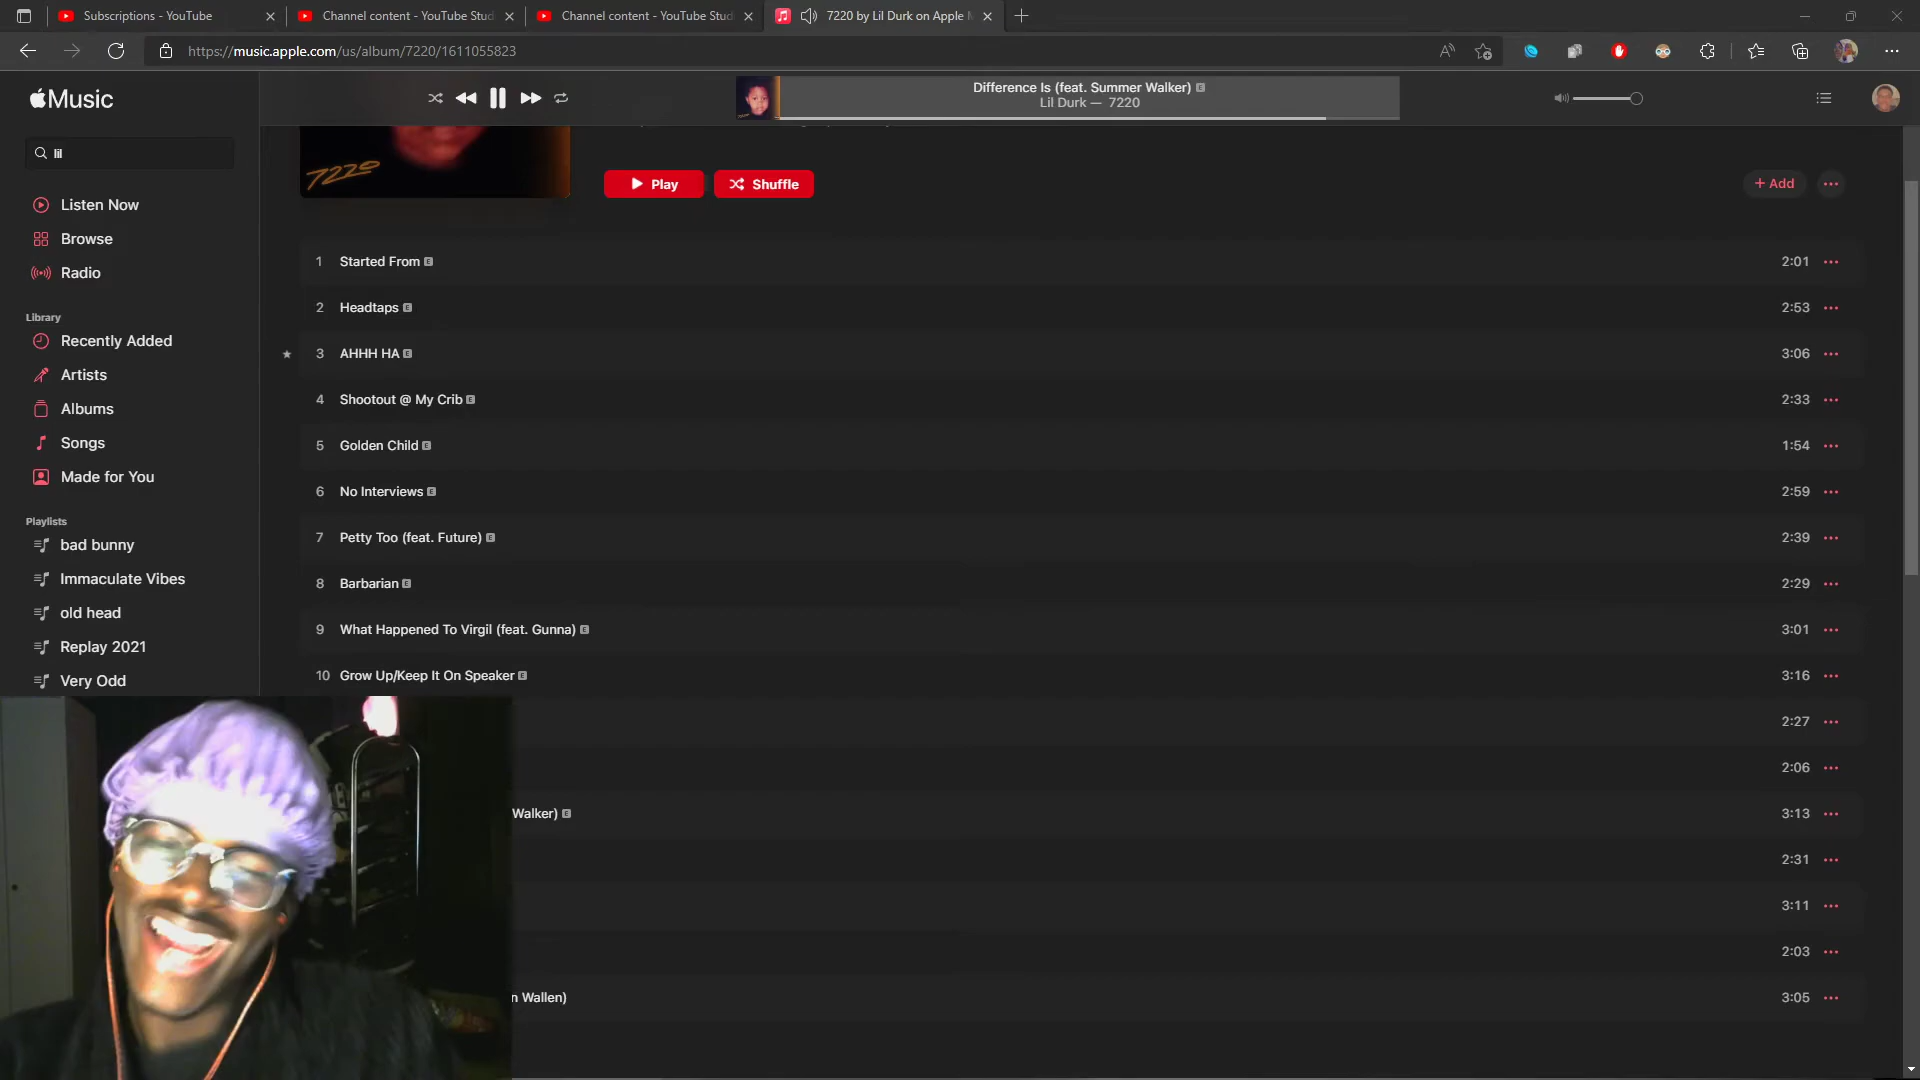 Subscriptions - YouTube
Channel content - YouTube Stud
Channel content - YouTube Stud
7220 by Lil Durk on Apple M
https://music.apple.com/us/album/7220/1611055823
Music
Difference Is (feat. Summer Walker) E
Lil Durk — 7220
lil
7220
Play
Shuffle
+ Add
Listen Now
Browse
Radio
Library
Recently Added
Artists
Albums
Songs
Made for You
Playlists
bad bunny
Immaculate Vibes
old head
Replay 2021
Very Odd
1 Started From E 2:01
2 Headtaps E 2:53
3 AHHH HA E 3:06
4 Shootout @ My Crib E 2:33
5 Golden Child E 1:54
6 No Interviews E 2:59
7 Petty Too (feat. Future) E 2:39
8 Barbarian E 2:29
9 What Happened To Virgil (feat. Gunna) E 3:01
10 Grow Up/Keep It On Speaker E 3:16
2:27
2:06
Walker) E 3:13
2:31
3:11
2:03
n Wallen) 3:05